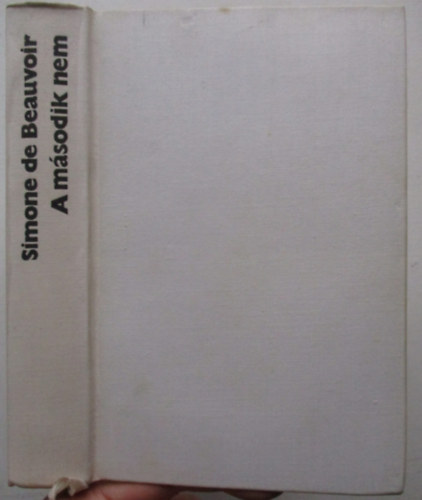 Simone de Beauvoir
A második nem